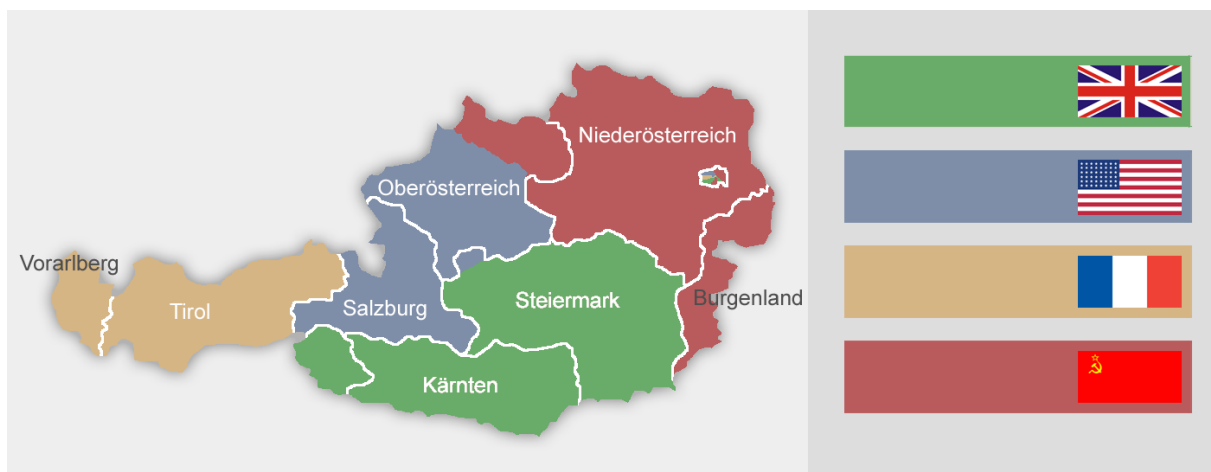 Niederösterreich
Oberösterreich
Vorarlberg
Tirol
Salzburg
Steiermark
Burgenland
Kärnten